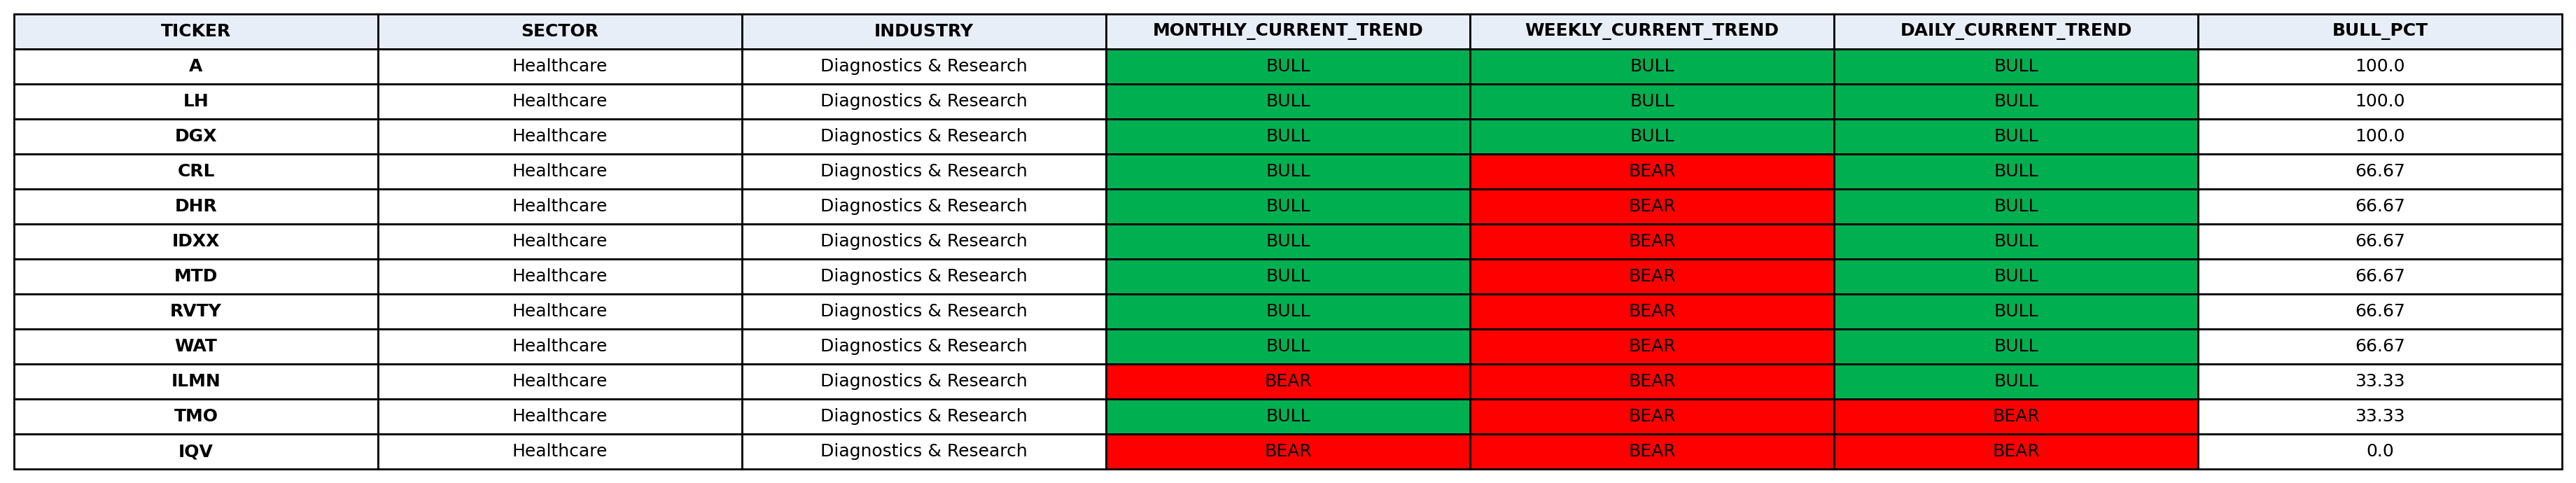 TICKER SECTOR INDUSTRY MONTHLY_CURRENT_TREND WEEKLY_CURRENT_TREND DAILY_CURRENT_TREND BULL_PCT
A Healthcare Diagnostics & Research BULL BULL BULL 100.0
LH Healthcare Diagnostics & Research BULL BULL BULL 100.0
DGX Healthcare Diagnostics & Research BULL BULL BULL 100.0
CRL Healthcare Diagnostics & Research BULL BEAR BULL 66.67
DHR Healthcare Diagnostics & Research BULL BEAR BULL 66.67
IDXX Healthcare Diagnostics & Research BULL BEAR BULL 66.67
MTD Healthcare Diagnostics & Research BULL BEAR BULL 66.67
RVTY Healthcare Diagnostics & Research BULL BEAR BULL 66.67
WAT Healthcare Diagnostics & Research BULL BEAR BULL 66.67
ILMN Healthcare Diagnostics & Research BEAR BEAR BULL 33.33
TMO Healthcare Diagnostics & Research BULL BEAR BEAR 33.33
IQV Healthcare Diagnostics & Research BEAR BEAR BEAR 0.0